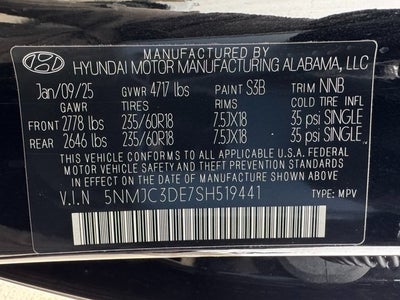 MANUFACTURED BY
HYUNDAI MOTOR MANUFACTURING ALABAMA, LLC
Jan/09/25 GVWR 4717 lbs PAINT S3B TRIM NNB
GAWR TIRES RIMS COLD TIRE INF. PRES.
FRONT 2778 lbs 235/60R18 7.5JX18 35 psi SINGLE
REAR 2646 lbs 235/60R18 7.5JX18 35 psi SINGLE
THIS VEHICLE CONFORMS TO ALL APPLICABLE U.S.A. FEDERAL
MOTOR VEHICLE SAFETY AND THEFT PREVENTION STANDARDS
IN EFFECT ON THE DATE OF MANUFACTURE SHOWN ABOVE.
V.I.N 5NMJC3DE7SH519441 TYPE: MPV